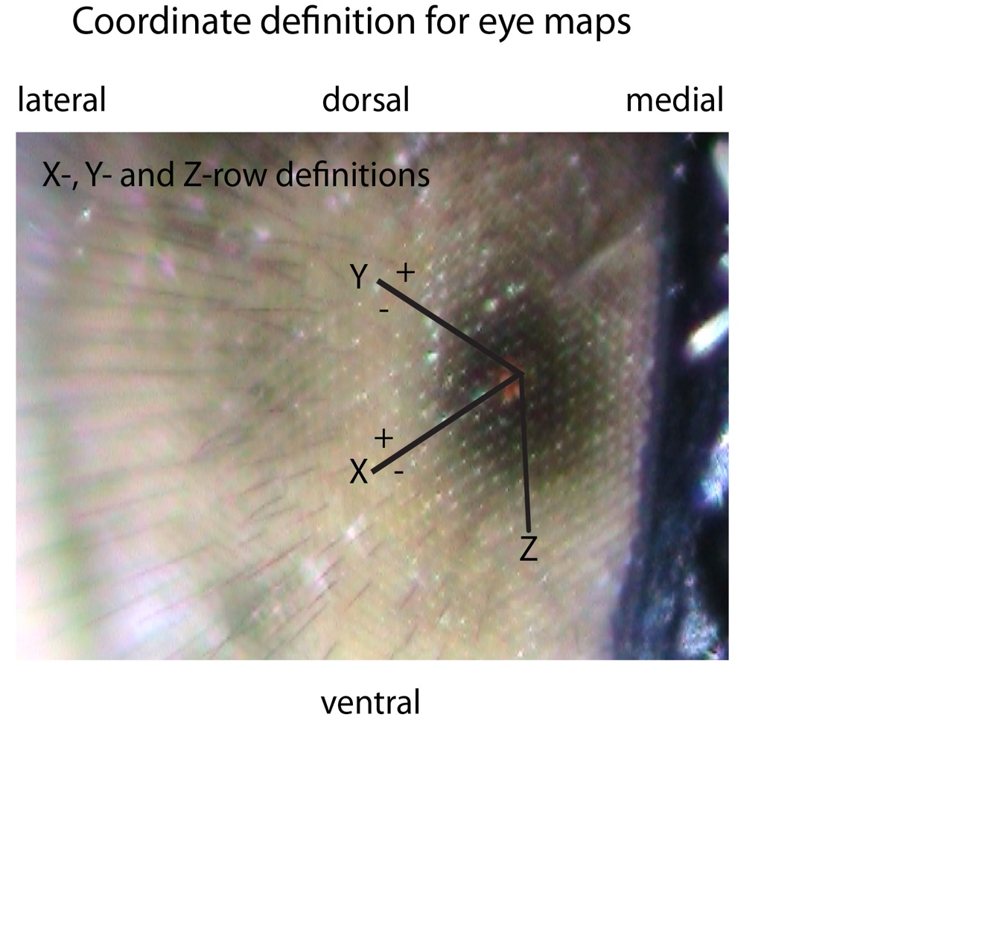 Coordinate definition for eye maps
lateral dorsal medial
X-, Y- and Z-row definitions
Y +
-
+
X -
Z
ventral